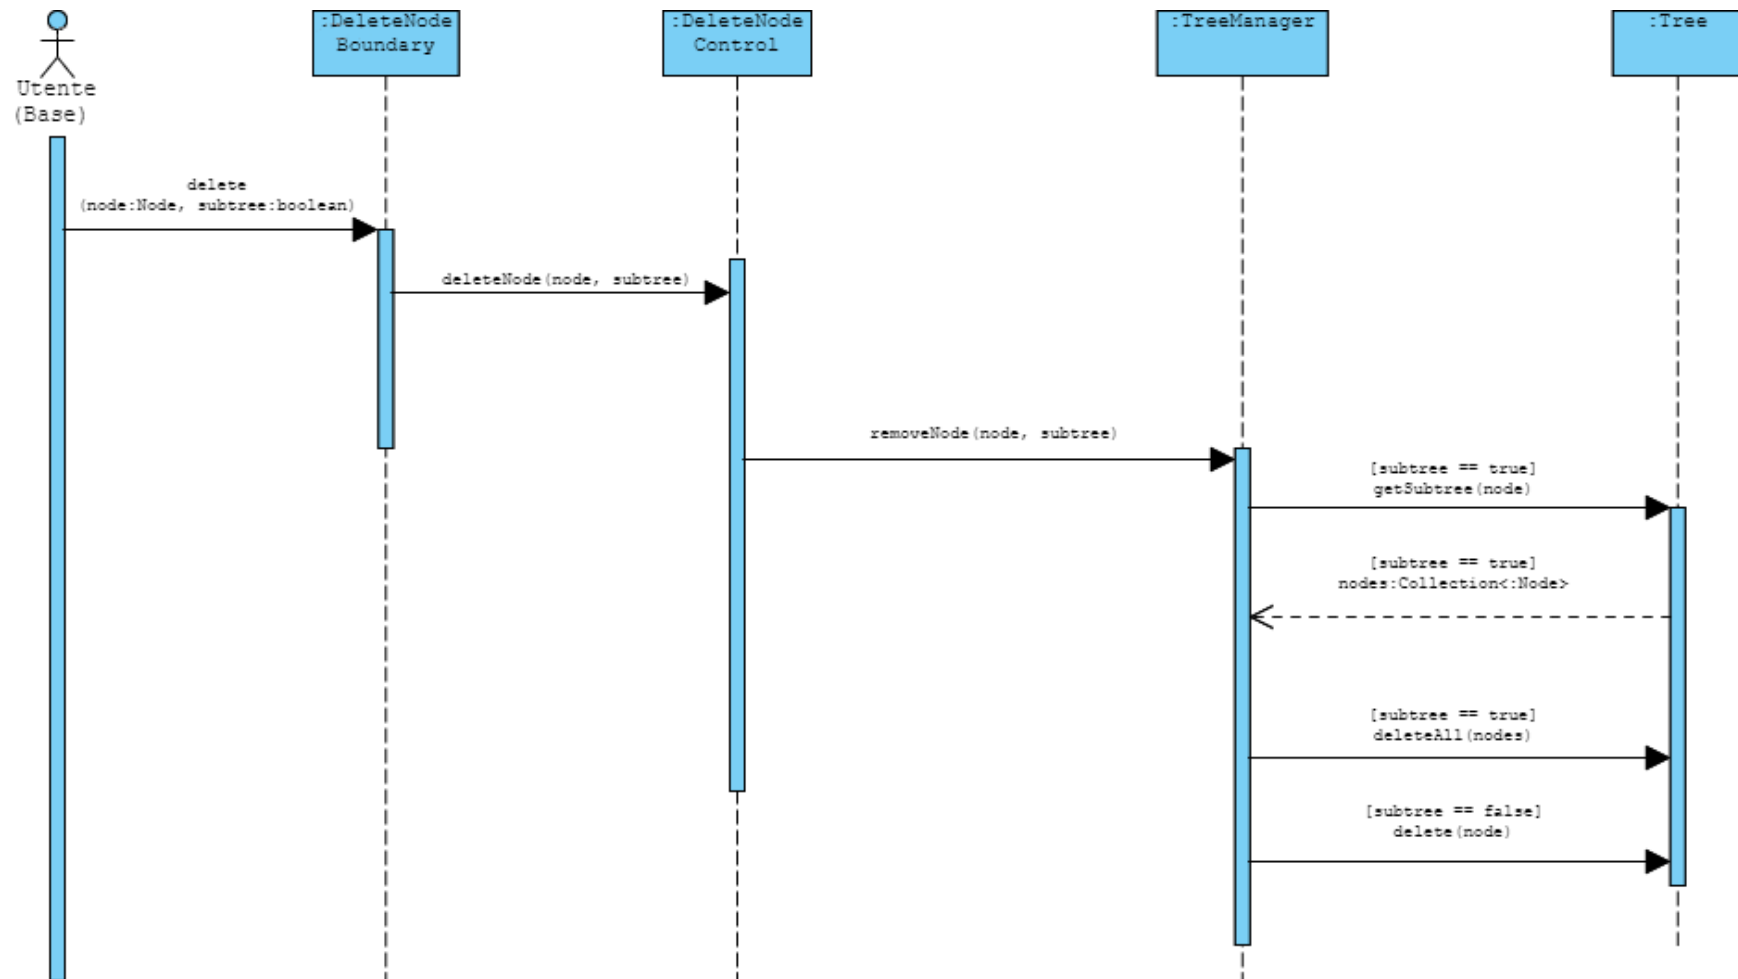 :DeleteNode
Boundary
:DeleteNode
Control
:TreeManager
:Tree
Utente
(Base)
delete
(node:Node, subtree:boolean)
deleteNode(node, subtree)
removeNode(node, subtree)
[subtree == true]
getSubtree(node)
[subtree == true]
nodes:Collection<:Node>
[subtree == true]
deleteAll(nodes)
[subtree == false]
delete(node)